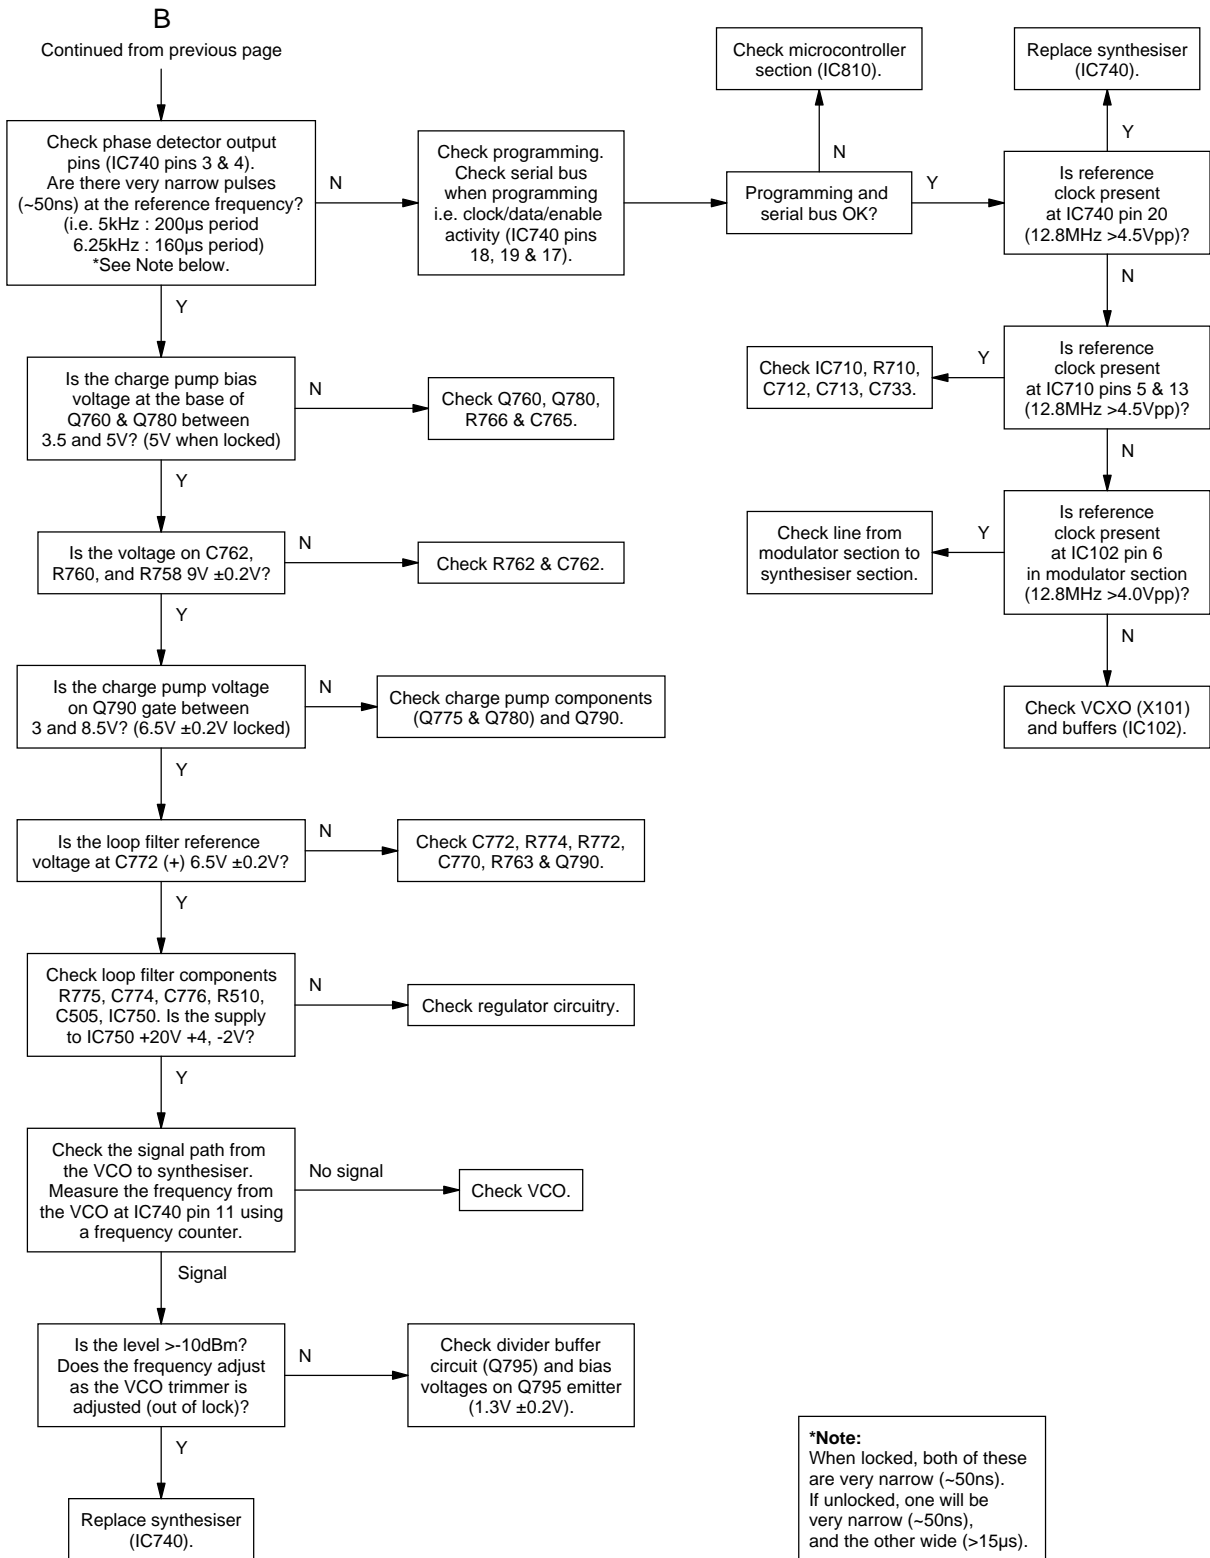 B
Continued from previous page
Check phase detector output
pins (IC740 pins 3 & 4).
Are there very narrow pulses
(~50ns) at the reference frequency?
(i.e. 5kHz : 200µs period
6.25kHz : 160µs period)
*See Note below.
N
Check programming.
Check serial bus
when programming
i.e. clock/data/enable
activity (IC740 pins
18, 19 & 17).
Check microcontroller
section (IC810).
N
Programming and
serial bus OK?
Y
Replace synthesiser
(IC740).
Y
Is reference
clock present
at IC740 pin 20
(12.8MHz >4.5Vpp)?
N
Is reference
clock present
at IC710 pins 5 & 13
(12.8MHz >4.5Vpp)?
Y
Check IC710, R710,
C712, C713, C733.
N
Is reference
clock present
at IC102 pin 6
in modulator section
(12.8MHz >4.0Vpp)?
Y
Check line from
modulator section to
synthesiser section.
N
Check VCXO (X101)
and buffers (IC102).
Y
Is the charge pump bias
voltage at the base of
Q760 & Q780 between
3.5 and 5V? (5V when locked)
N
Check Q760, Q780,
R766 & C765.
Y
Is the voltage on C762,
R760, and R758 9V ±0.2V?
N
Check R762 & C762.
Y
Is the charge pump voltage
on Q790 gate between
3 and 8.5V? (6.5V ±0.2V locked)
N
Check charge pump components
(Q775 & Q780) and Q790.
Y
Is the loop filter reference
voltage at C772 (+) 6.5V ±0.2V?
N
Check C772, R774, R772,
C770, R763 & Q790.
Y
Check loop filter components
R775, C774, C776, R510,
C505, IC750. Is the supply
to IC750 +20V +4, -2V?
N
Check regulator circuitry.
Y
Check the signal path from
the VCO to synthesiser.
Measure the frequency from
the VCO at IC740 pin 11 using
a frequency counter.
No signal
Check VCO.
Signal
Is the level >-10dBm?
Does the frequency adjust
as the VCO trimmer is
adjusted (out of lock)?
N
Check divider buffer
circuit (Q795) and bias
voltages on Q795 emitter
(1.3V ±0.2V).
Y
Replace synthesiser
(IC740).
*Note:
When locked, both of these
are very narrow (~50ns).
If unlocked, one will be
very narrow (~50ns),
and the other wide (>15µs).